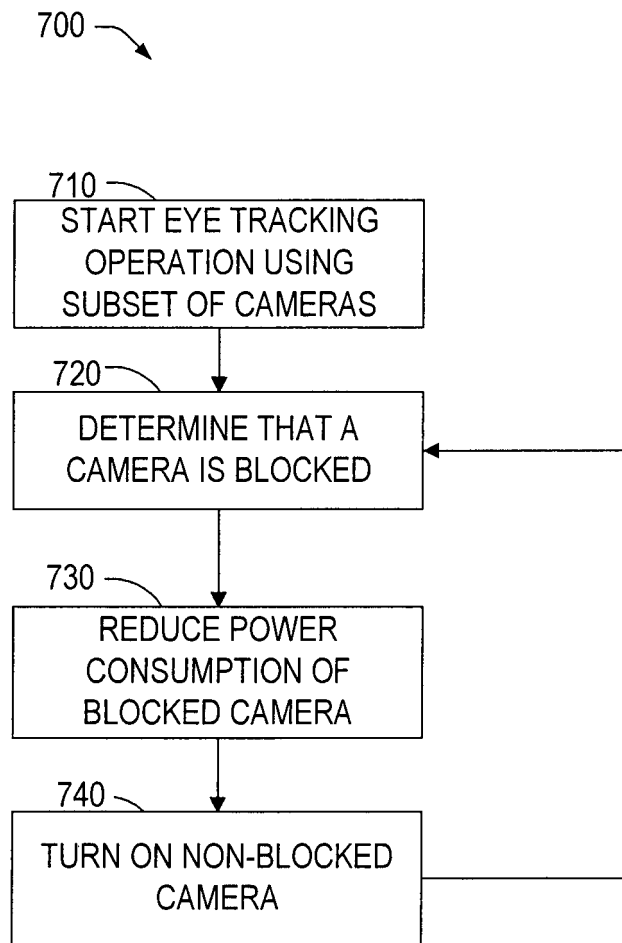 700
710
START EYE TRACKING
OPERATION USING
SUBSET OF CAMERAS
720
DETERMINE THAT A
CAMERA IS BLOCKED
730
REDUCE POWER
CONSUMPTION OF
BLOCKED CAMERA
740
TURN ON NON-BLOCKED
CAMERA